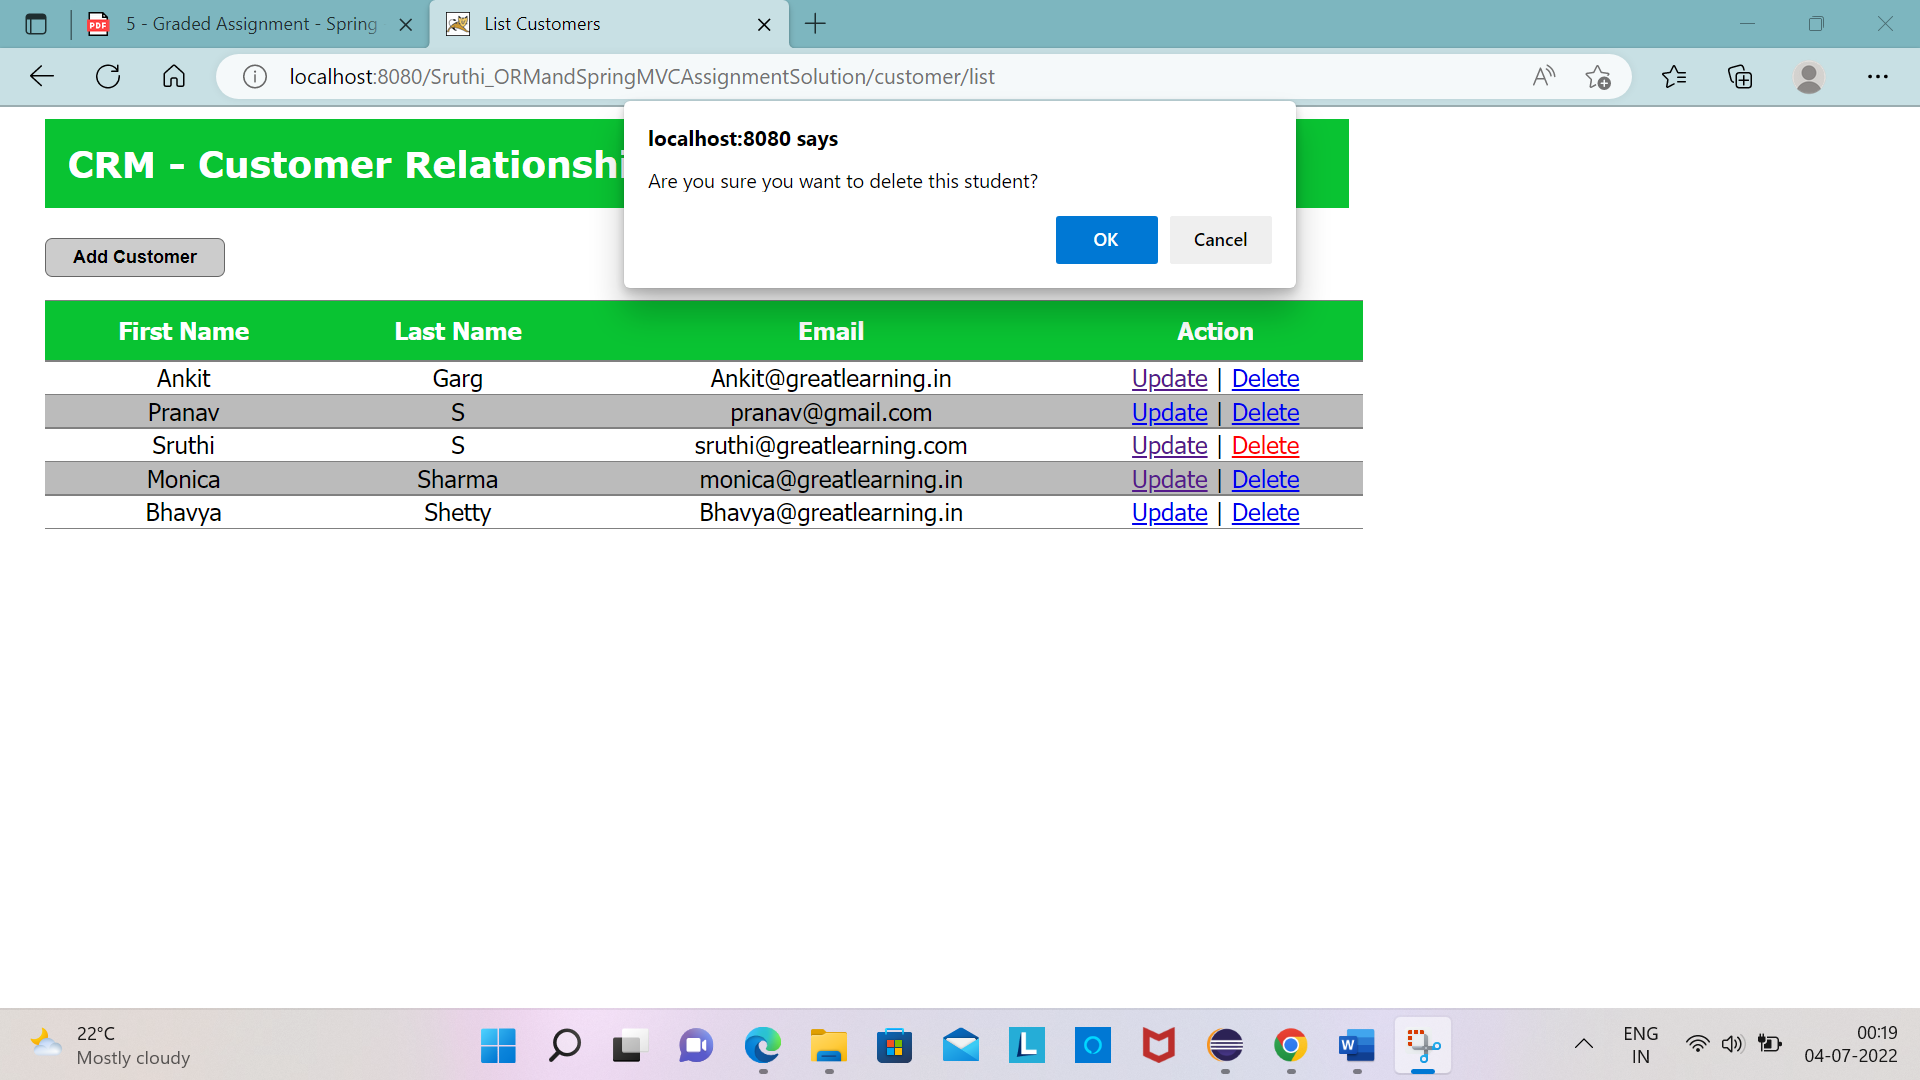 5 - Graded Assignment - Spring
List Customers
localhost:8080/Sruthi_ORMandSpringMVCAssignmentSolution/customer/list
localhost:8080 says
Are you sure you want to delete this student?
OK
Cancel
CRM - Customer Relationshi
Add Customer
First Name Last Name Email Action
Ankit Garg Ankit@greatlearning.in Update | Delete
Pranav S pranav@gmail.com Update | Delete
Sruthi S sruthi@greatlearning.com Update | Delete
Monica Sharma monica@greatlearning.in Update | Delete
Bhavya Shetty Bhavya@greatlearning.in Update | Delete
22°C
Mostly cloudy
ENG
IN
00:19
04-07-2022